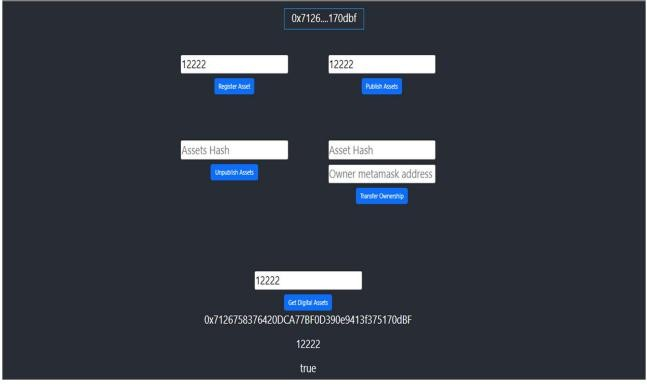 0x7126....170dbf
12222 12222
Register Asset Publish Assets
Assets Hash Asset Hash
Unpublish Assets Owner metamask address
Transfer Ownership
12222
Get Digital Assets
0x7126758376420DCA77BF0D390e9413f375170dBF
12222
true